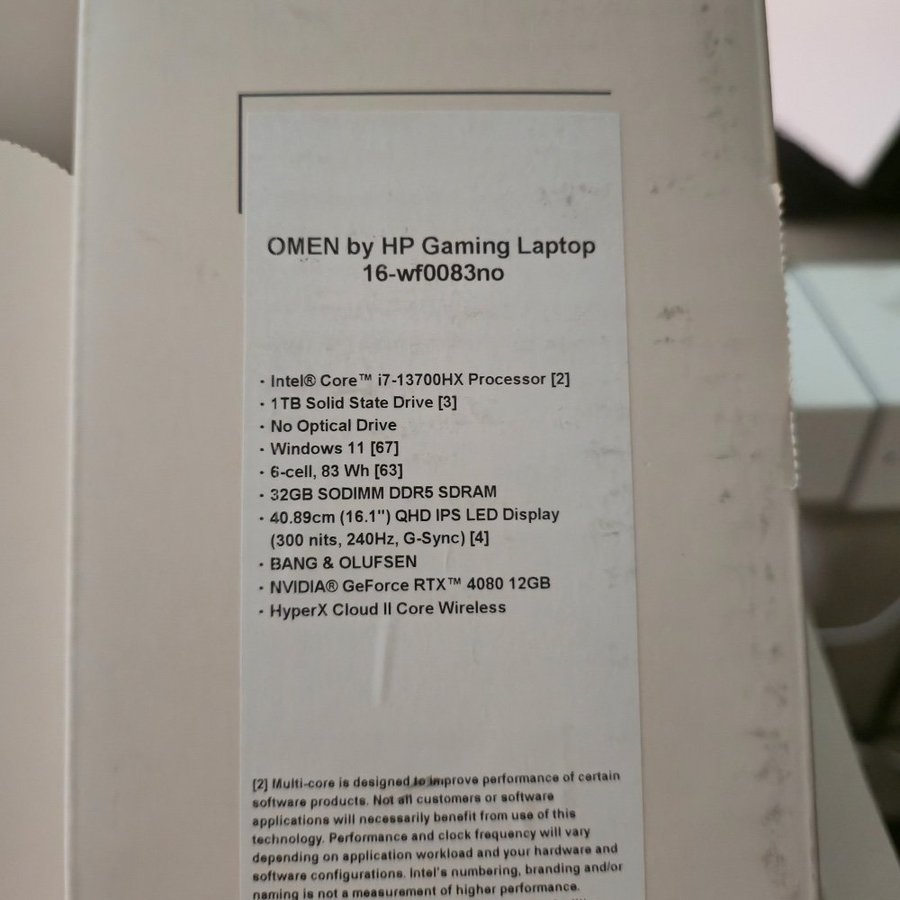 OMEN by HP Gaming Laptop
16-wf0083no
· Intel® Core™ i7-13700HX Processor [2]
· 1TB Solid State Drive [3]
· No Optical Drive
· Windows 11 [67]
· 6-cell, 83 Wh [63]
· 32GB SODIMM DDR5 SDRAM
· 40.89cm (16.1") QHD IPS LED Display
(300 nits, 240Hz, G-Sync) [4]
· BANG & OLUFSEN
· NVIDIA® GeForce RTX™ 4080 12GB
· HyperX Cloud II Core Wireless
[2] Multi-core is designed to improve performance of certain
software products. Not all customers or software
applications will necessarily benefit from use of this
technology. Performance and clock frequency will vary
depending on application workload and your hardware and
software configurations. Intel's numbering, branding and/or
naming is not a measurement of higher performance.